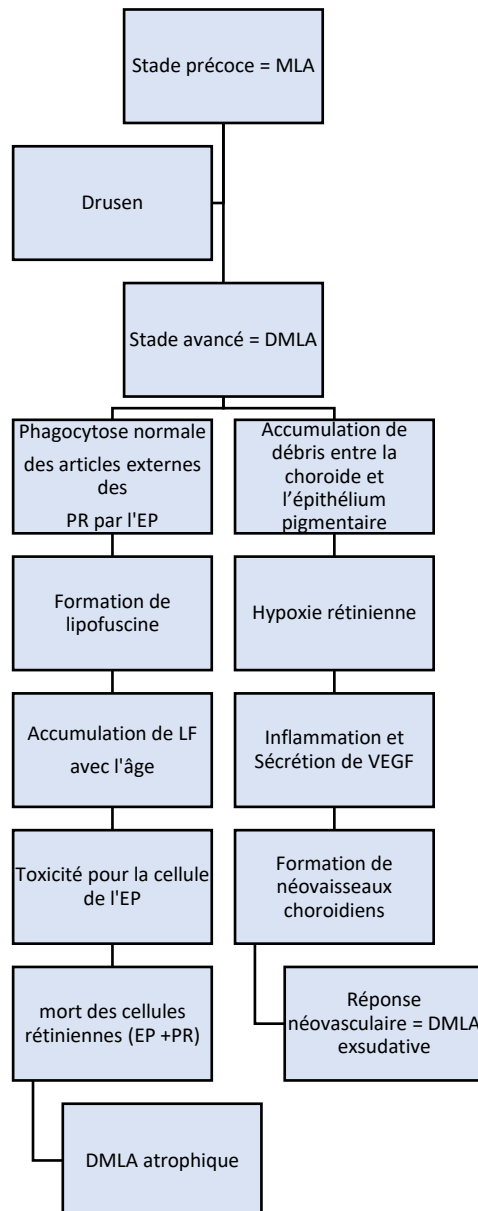 Stade précoce = MLA
Drusen
Stade avancé = DMLA
Phagocytose normale
des articles externes
des
PR par l'EP
Formation de
lipofuscine
Accumulation de LF
avec l'âge
Toxicité pour la cellule
de l'EP
mort des cellules
rétiniennes (EP +PR)
DMLA atrophique
Accumulation de
débris entre la
choroide et
l’épithélium
pigmentaire
Hypoxie rétinienne
Inflammation et
Sécrétion de VEGF
Formation de
néovaisseaux
choroidiens
Réponse
néovasculaire = DMLA
exsudative